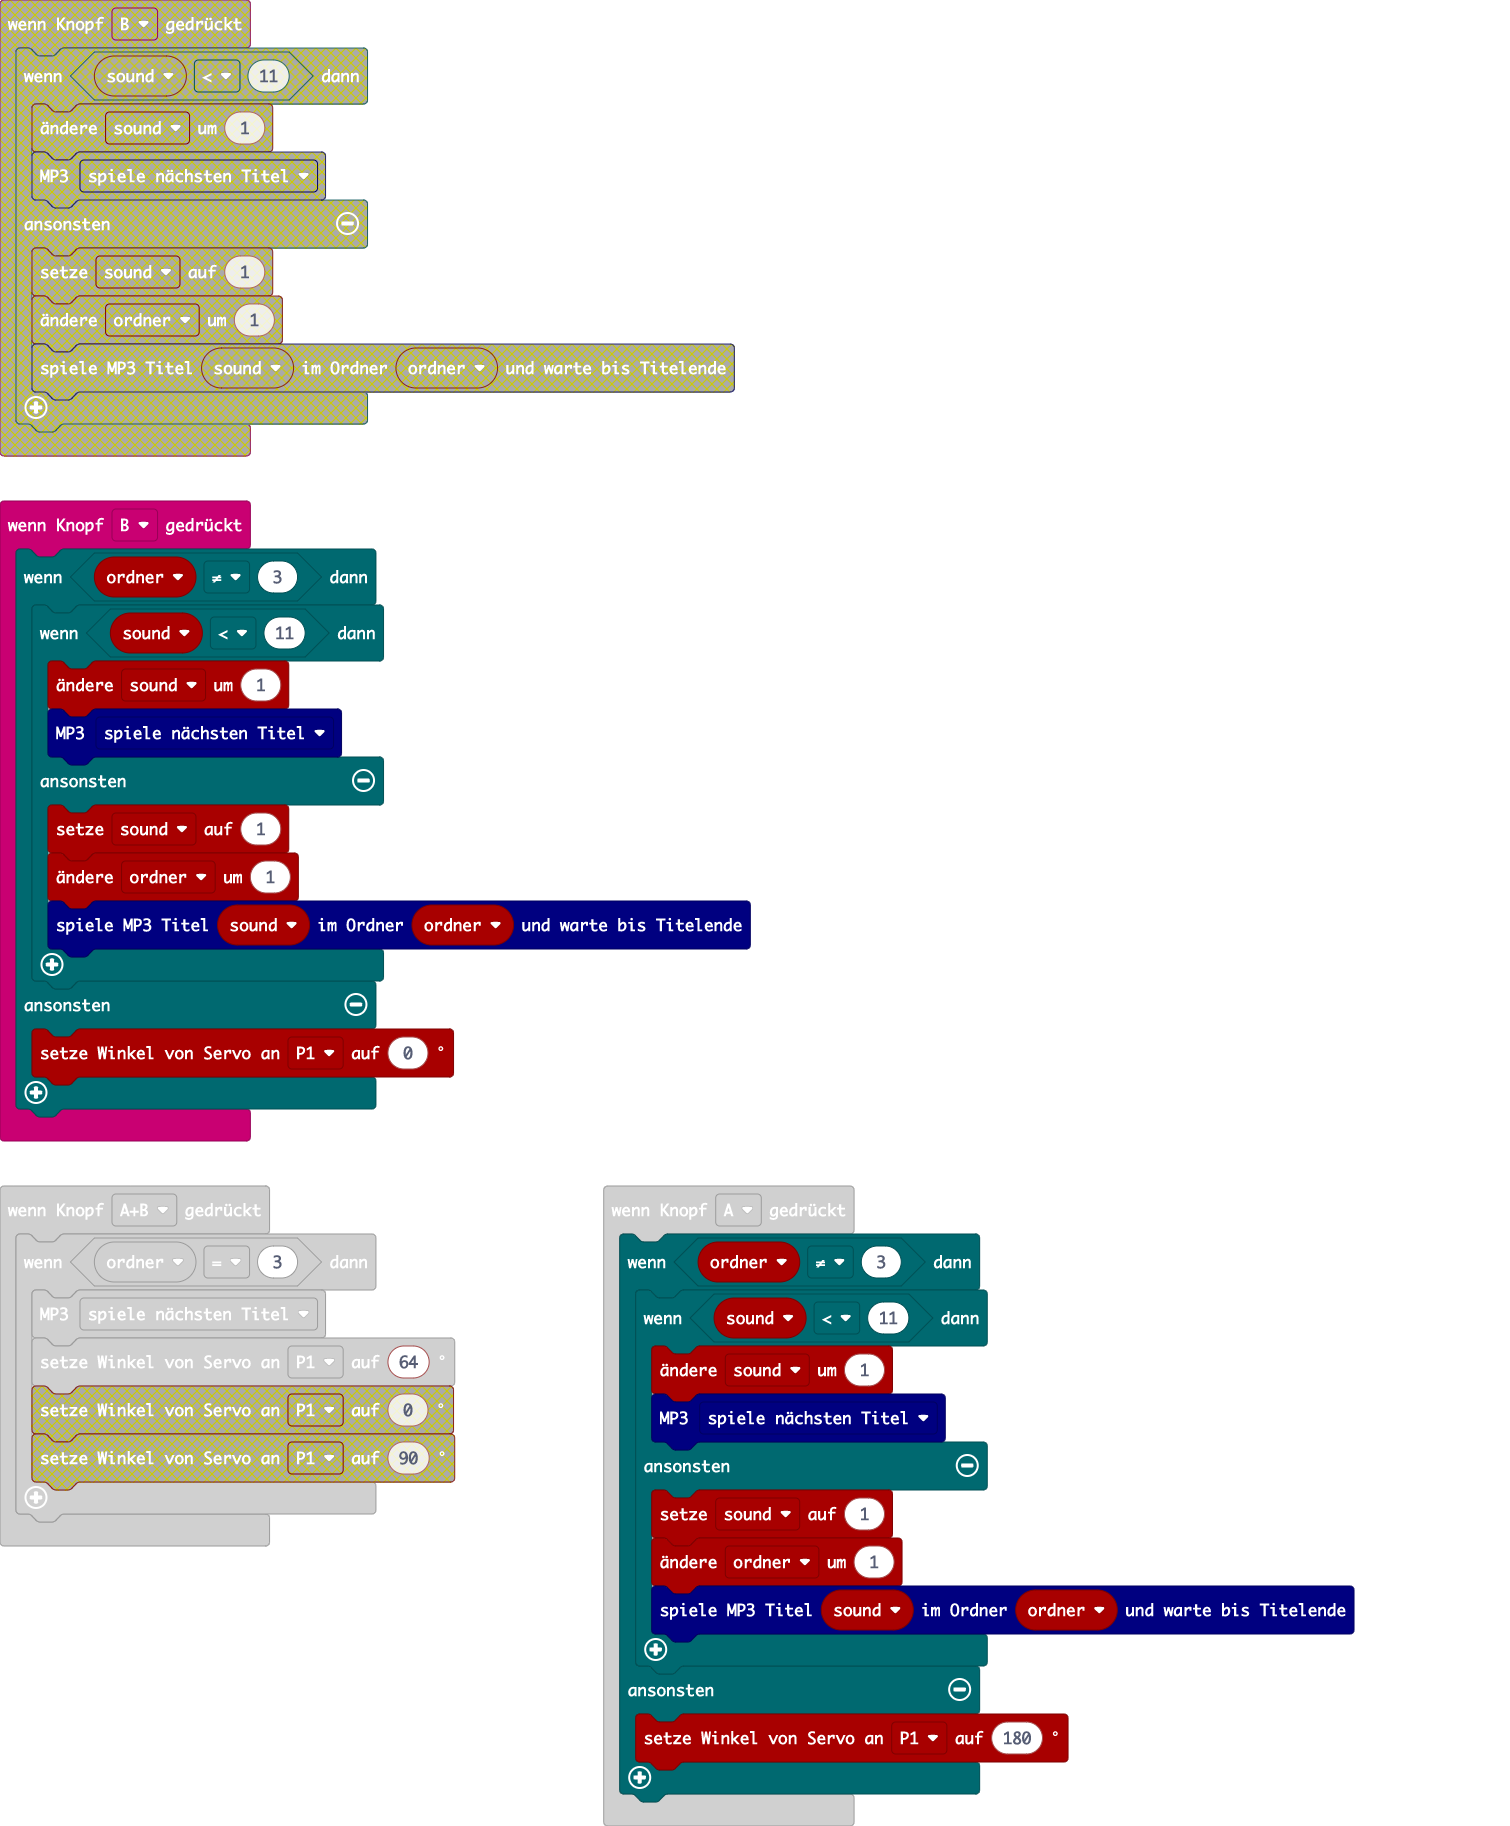 wenn Knopf B gedrückt
wenn sound < 11 dann
ändere sound um 1
MP3 spiele nächsten Titel
ansonsten
setze sound auf 1
ändere ordner um 1
spiele MP3 Titel sound im Ordner ordner und warte bis Titelende
wenn Knopf B gedrückt
wenn ordner ≠ 3 dann
wenn sound < 11 dann
ändere sound um 1
MP3 spiele nächsten Titel
ansonsten
setze sound auf 1
ändere ordner um 1
spiele MP3 Titel sound im Ordner ordner und warte bis Titelende
ansonsten
setze Winkel von Servo an P1 auf 0 °
wenn Knopf A+B gedrückt
wenn ordner = 3 dann
MP3 spiele nächsten Titel
setze Winkel von Servo an P1 auf 64 °
setze Winkel von Servo an P1 auf 0 °
setze Winkel von Servo an P1 auf 90 °
wenn Knopf A gedrückt
wenn ordner ≠ 3 dann
wenn sound < 11 dann
ändere sound um 1
MP3 spiele nächsten Titel
ansonsten
setze sound auf 1
ändere ordner um 1
spiele MP3 Titel sound im Ordner ordner und warte bis Titelende
ansonsten
setze Winkel von Servo an P1 auf 180 °